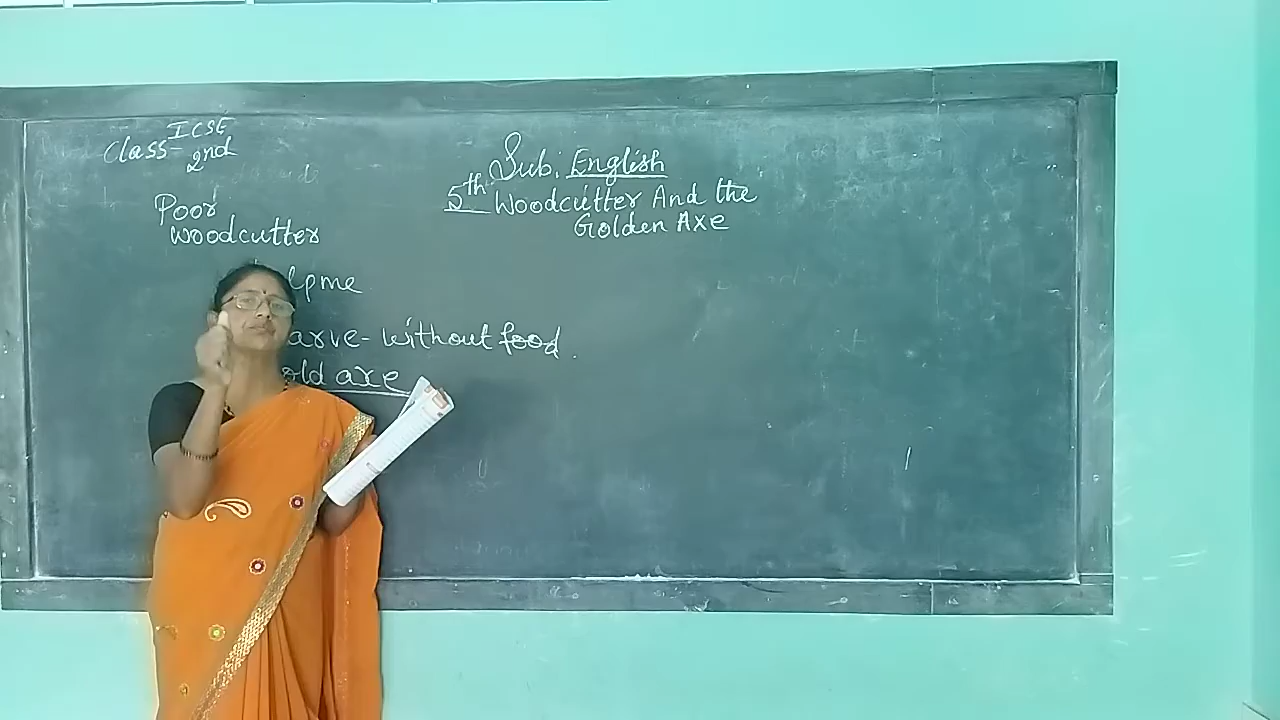 ICSE
Class- 2nd
Sub: English
5th Woodcutter And the
Golden Axe
Poor
Woodcutter
lpme
arve- without food.
old axe